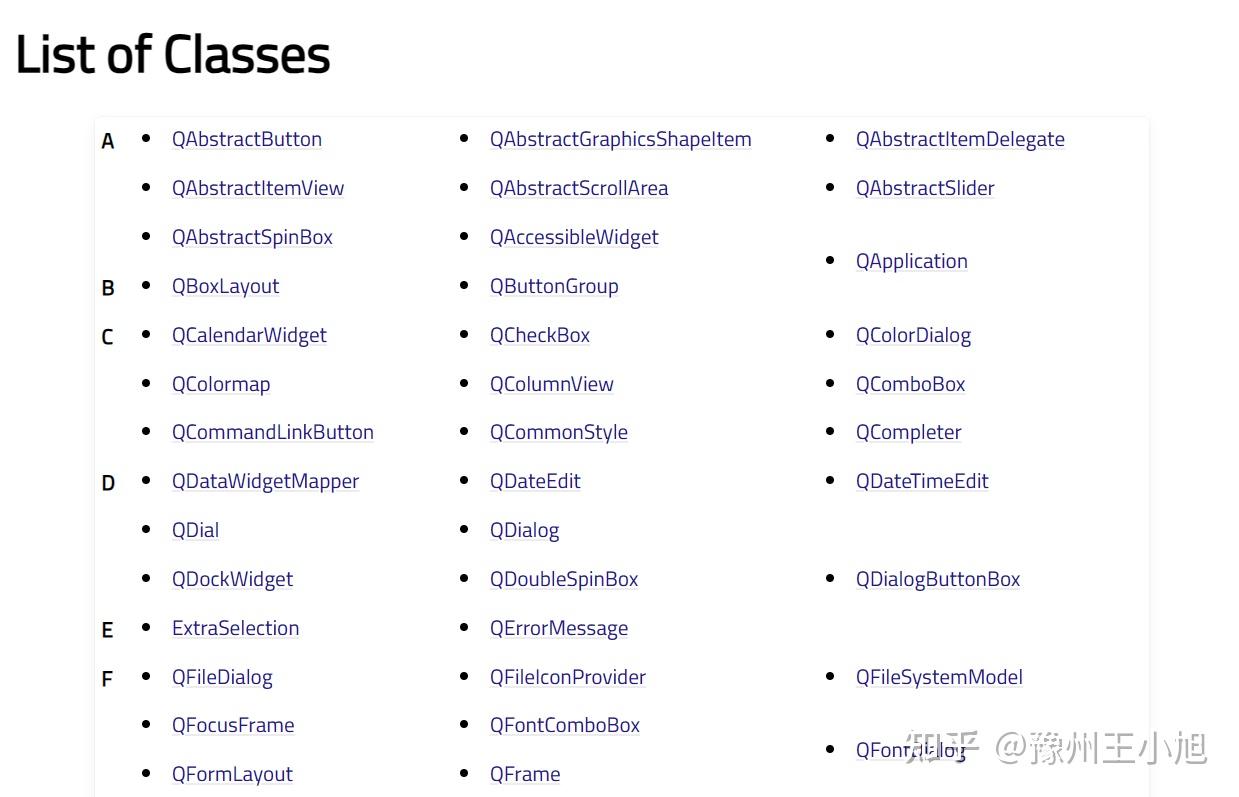 List of Classes
A • QAbstractButton • QAbstractGraphicsShapeItem • QAbstractItemDelegate
• QAbstractItemView • QAbstractScrollArea • QAbstractSlider
• QAbstractSpinBox • QAccessibleWidget
• QApplication
B • QBoxLayout • QButtonGroup
C • QCalendarWidget • QCheckBox • QColorDialog
• QColormap • QColumnView • QComboBox
• QCommandLinkButton • QCommonStyle • QCompleter
D • QDataWidgetMapper • QDateEdit • QDateTimeEdit
• QDial • QDialog
• QDockWidget • QDoubleSpinBox • QDialogButtonBox
E • ExtraSelection • QErrorMessage
F • QFileDialog • QFileIconProvider • QFileSystemModel
• QFocusFrame • QFontComboBox
• QFontDialog
知乎 @豫州王小旭
• QFormLayout • QFrame